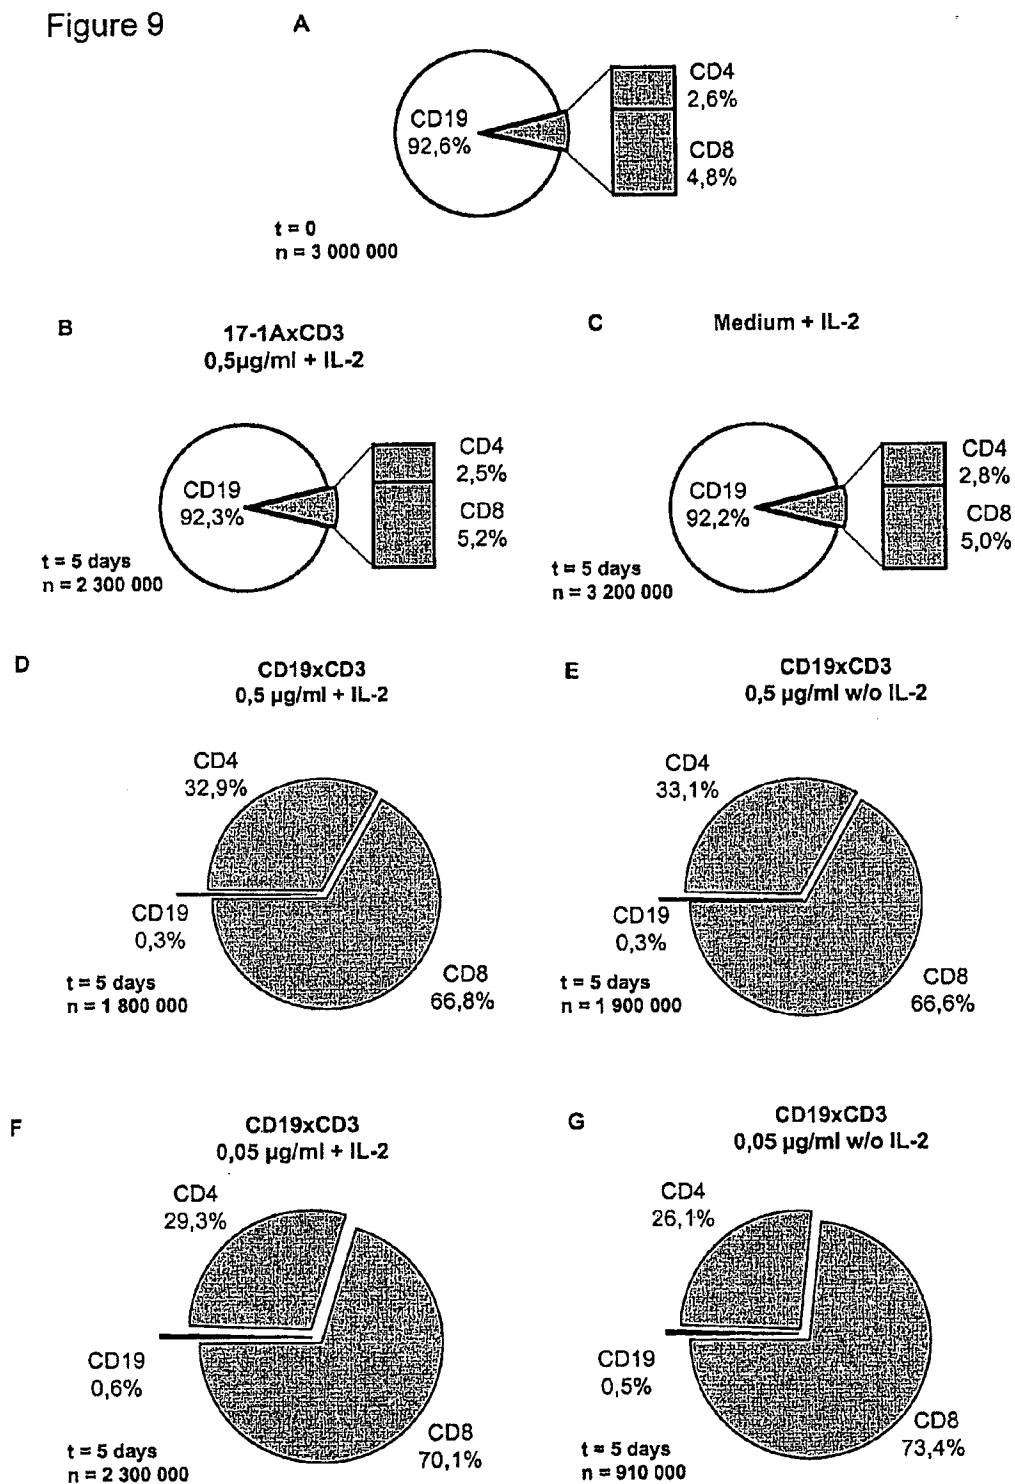 Figure 9
A
CD19
92,6%
CD4
2,6%
CD8
4,8%
t = 0
n = 3 000 000
B
17-1AxCD3
0,5µg/ml + IL-2
CD19
92,3%
CD4
2,5%
CD8
5,2%
t = 5 days
n = 2 300 000
C
Medium + IL-2
CD19
92,2%
CD4
2,8%
CD8
5,0%
t = 5 days
n = 3 200 000
D
CD19xCD3
0,5 µg/ml + IL-2
CD4
32,9%
CD19
0,3%
CD8
66,8%
t = 5 days
n = 1 800 000
E
CD19xCD3
0,5 µg/ml w/o IL-2
CD4
33,1%
CD19
0,3%
CD8
66,6%
t = 5 days
n = 1 900 000
F
CD19xCD3
0,05 µg/ml + IL-2
CD4
29,3%
CD19
0,6%
CD8
70,1%
t = 5 days
n = 2 300 000
G
CD19xCD3
0,05 µg/ml w/o IL-2
CD4
26,1%
CD19
0,5%
CD8
73,4%
t = 5 days
n = 910 000